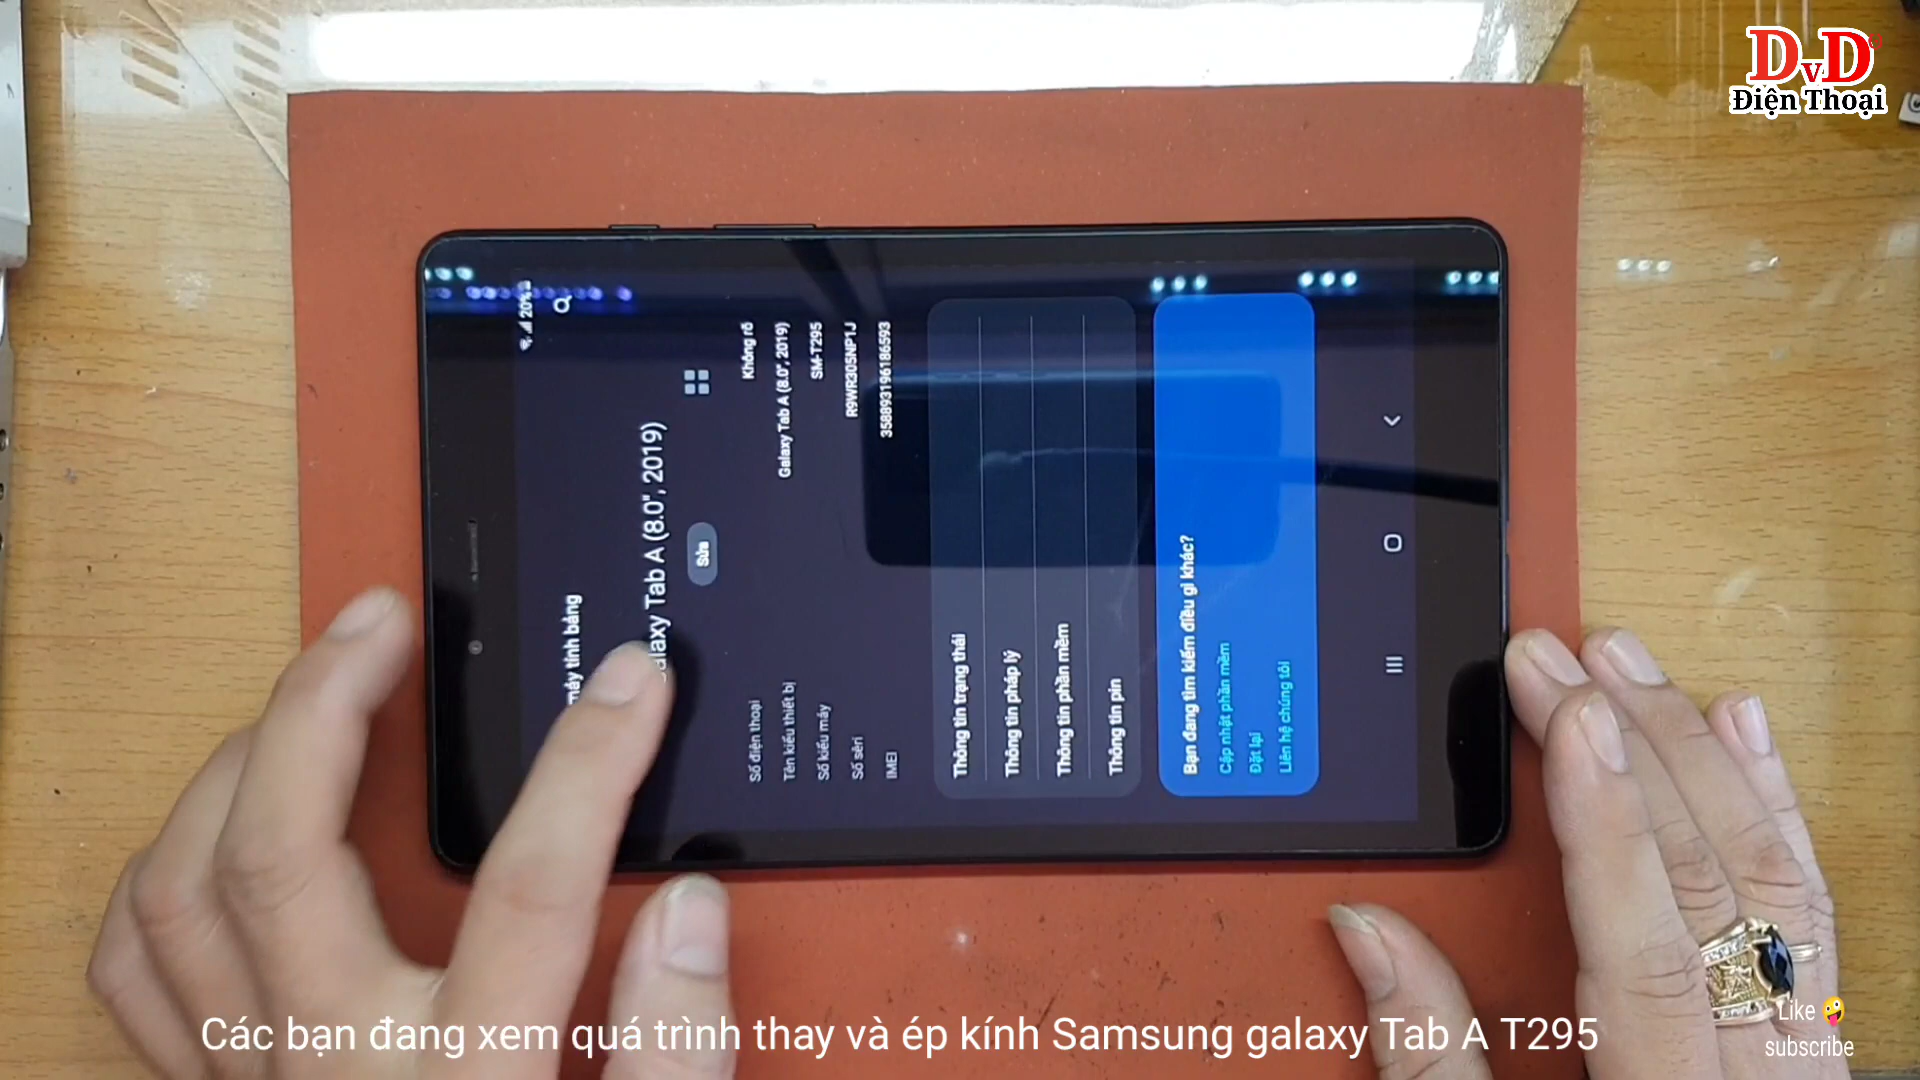 DvD®
Điện Thoại
20%
máy tính bảng
Galaxy Tab A (8.0", 2019)
Sửa
Số điện thoại Không rõ
Tên kiểu thiết bị Galaxy Tab A (8.0", 2019)
Số kiểu máy SM-T295
Số sêri R9WR305NP1J
IMEI 358893196186593
Thông tin trạng thái
Thông tin pháp lý
Thông tin phần mềm
Thông tin pin
Bạn đang tìm kiếm điều gì khác?
Cập nhật phần mềm
Đặt lại
Liên hệ chúng tôi
Các bạn đang xem quá trình thay và ép kính Samsung galaxy Tab A T295
Like 🤪
subscribe